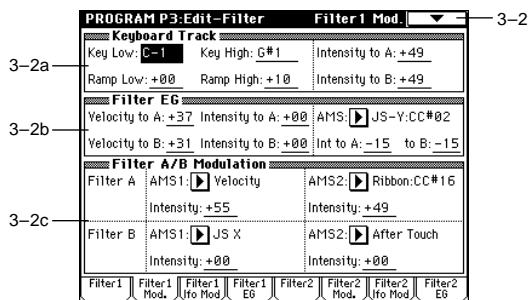 PROGRAM P3:Edit-Filter Filter1 Mod.
3–2
Keyboard Track
3–2a
Key Low: C-1 Key High: G#1 Intensity to A: +49
Ramp Low: +00 Ramp High: +10 Intensity to B: +49
Filter EG
3–2b
Velocity to A: +37 Intensity to A: +00 AMS: JS-Y:CC#02
Velocity to B: +31 Intensity to B: +00 Int to A: -15 to B: -15
Filter A/B Modulation
3–2c
Filter A AMS1: Velocity AMS2: Ribbon:CC#16
Intensity: +55 Intensity: +49
Filter B AMS1: JS X AMS2: After Touch
Intensity: +00 Intensity: +00
Filter1 Filter1 Mod. Filter1 lfo Mod Filter1 EG Filter2 Filter2 Mod. Filter2 lfo Mod Filter2 EG